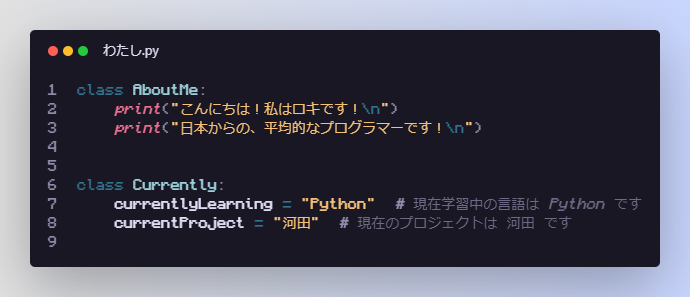 わたし.py
1 class AboutMe:
2     print("こんにちは！私はロキです！\n")
3     print("日本からの、平均的なプログラマーです！\n")
4
5
6 class Currently:
7     currentlyLearning = "Python"  # 現在学習中の言語は Python です
8     currentProject = "河田"  # 現在のプロジェクトは 河田 です
9